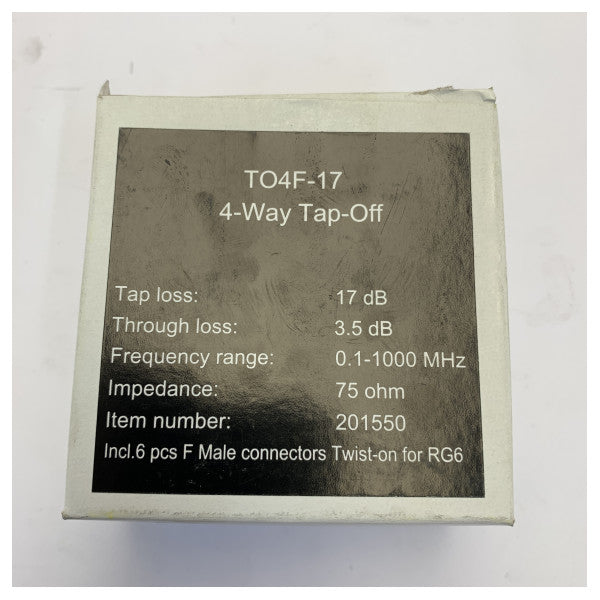 TO4F-17
4-Way Tap-Off
Tap loss: 17 dB
Through loss: 3.5 dB
Frequency range: 0.1-1000 MHz
Impedance: 75 ohm
Item number: 201550
Incl.6 pcs F Male connectors Twist-on for RG6